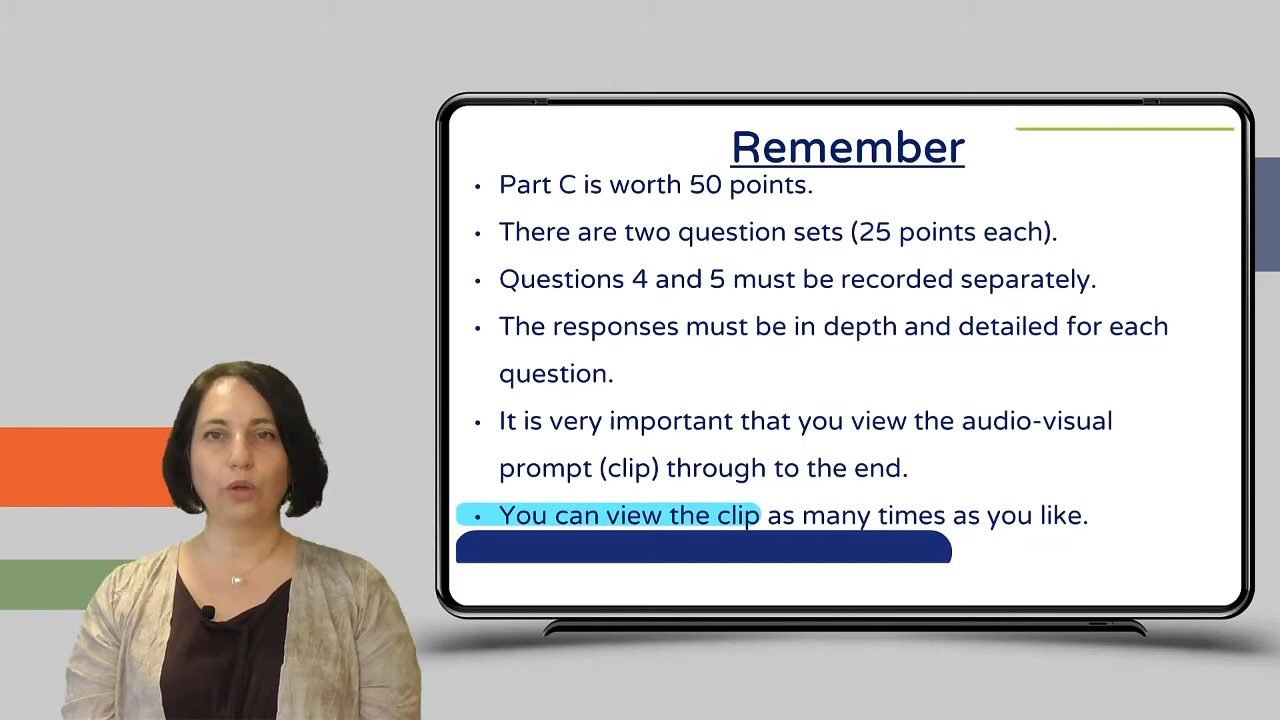 Remember
• Part C is worth 50 points.
• There are two question sets (25 points each).
• Questions 4 and 5 must be recorded separately.
• The responses must be in depth and detailed for each
question.
• It is very important that you view the audio-visual
prompt (clip) through to the end.
• You can view the clip as many times as you like.